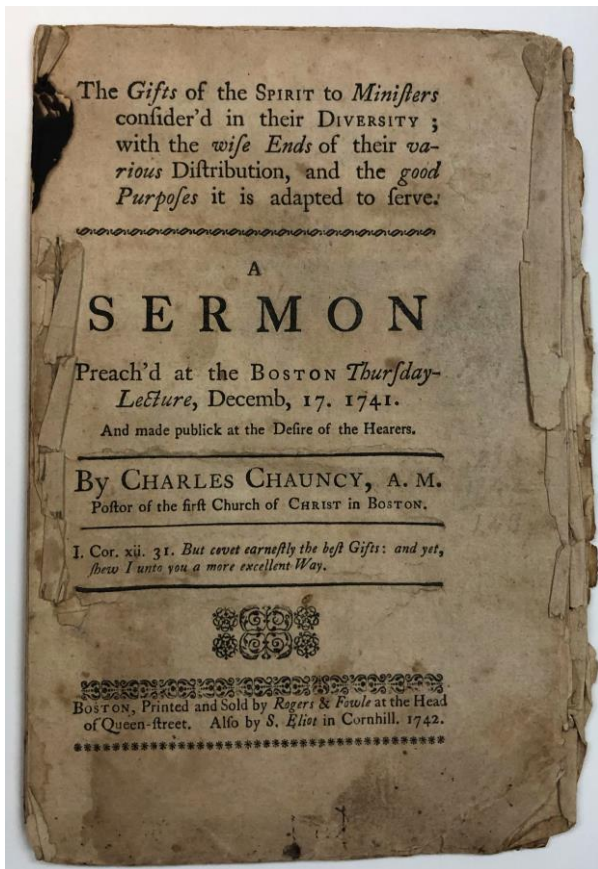 The Gifts of the SPIRIT to Miniſters
conſider'd in their DIVERSITY ;
with the wiſe Ends of their va-
rious Diſtribution, and the good
Purpoſes it is adapted to ſerve.
A
SERMON
Preach'd at the BOSTON Thurſday-
Lecture, Decemb, 17. 1741.
And made publick at the Deſire of the Hearers.
By CHARLES CHAUNCY, A. M.
Poſtor of the firſt Church of CHRIST in BOSTON.
I. Cor. xii. 31. But covet earneſtly the beſt Gifts: and yet,
ſhew I unto you a more excellent Way.
BOSTON, Printed and Sold by Rogers & Fowle at the Head
of Queen-ſtreet. Alſo by S. Eliot in Cornhill. 1742.